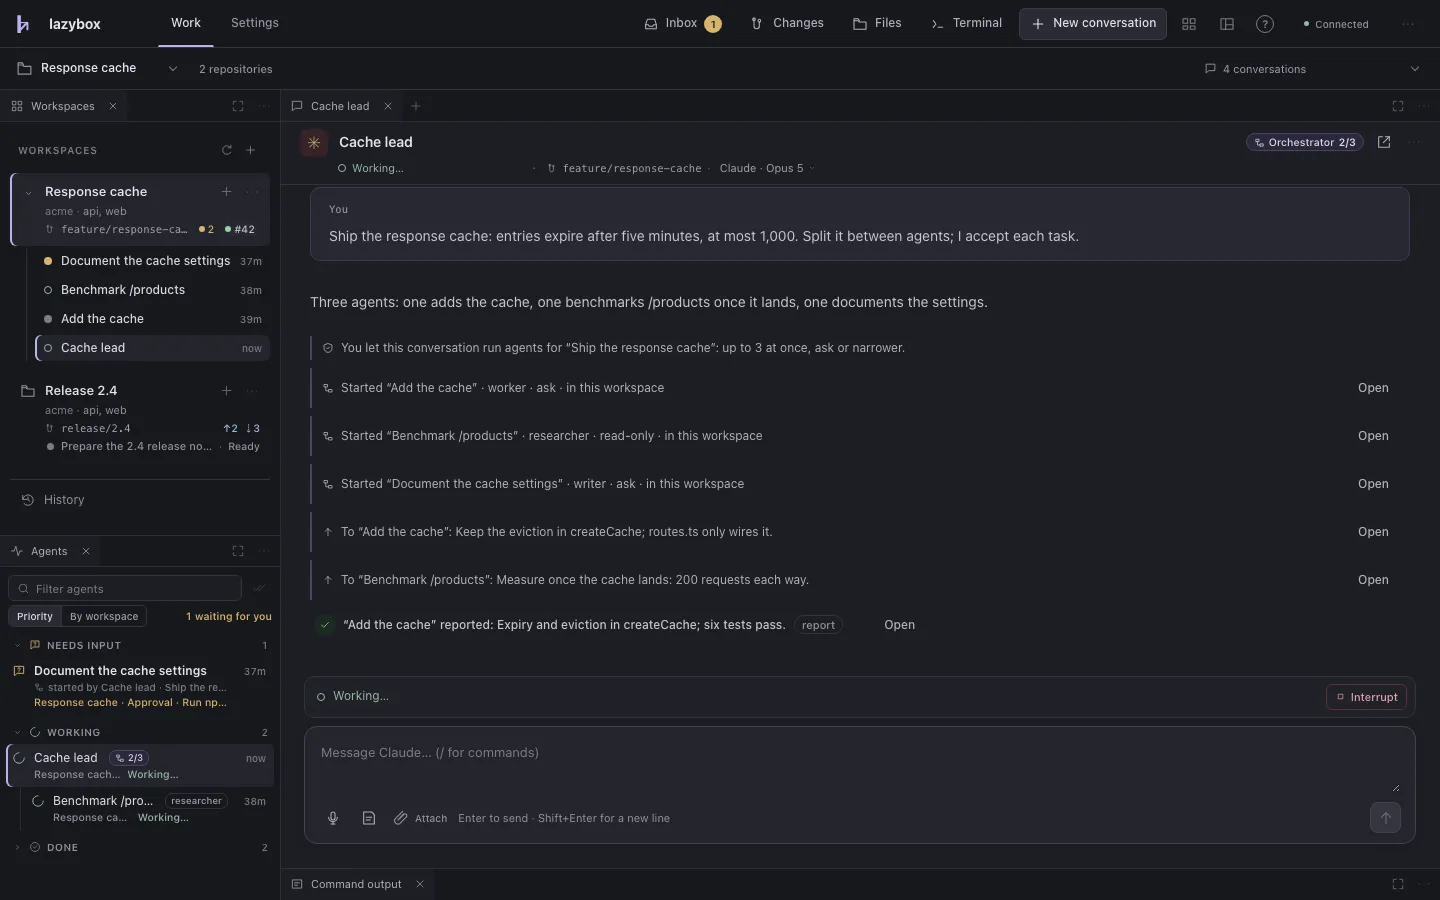 lazybox
Work
Settings
Inbox 1
Changes
Files
Terminal
New conversation
?
Connected
Response cache
2 repositories
4 conversations
Workspaces
Cache lead
WORKSPACES
Response cache
acme · api, web
feature/response-ca… 2 #42
Document the cache settings 37m
Benchmark /products 38m
Add the cache 39m
Cache lead now
Release 2.4
acme · api, web
release/2.4 ↑2 ↓3
Prepare the 2.4 release no… · Ready
History
Agents
Filter agents
Priority
By workspace
1 waiting for you
NEEDS INPUT 1
Document the cache settings 37m
started by Cache lead · Ship the re…
Response cache · Approval · Run np…
WORKING 2
Cache lead 2/3 now
Response cach… Working…
Benchmark /pro… researcher 38m
Response ca… Working…
DONE 2
Cache lead
Orchestrator 2/3
Working… · feature/response-cache · Claude · Opus 5
You
Ship the response cache: entries expire after five minutes, at most 1,000. Split it between agents; I accept each task.
Three agents: one adds the cache, one benchmarks /products once it lands, one documents the settings.
You let this conversation run agents for “Ship the response cache”: up to 3 at once, ask or narrower.
Started “Add the cache” · worker · ask · in this workspace Open
Started “Benchmark /products” · researcher · read-only · in this workspace Open
Started “Document the cache settings” · writer · ask · in this workspace Open
To “Add the cache”: Keep the eviction in createCache; routes.ts only wires it. Open
To “Benchmark /products”: Measure once the cache lands: 200 requests each way. Open
“Add the cache” reported: Expiry and eviction in createCache; six tests pass. report Open
Working…
Interrupt
Message Claude… (/ for commands)
Attach
Enter to send · Shift+Enter for a new line
Command output